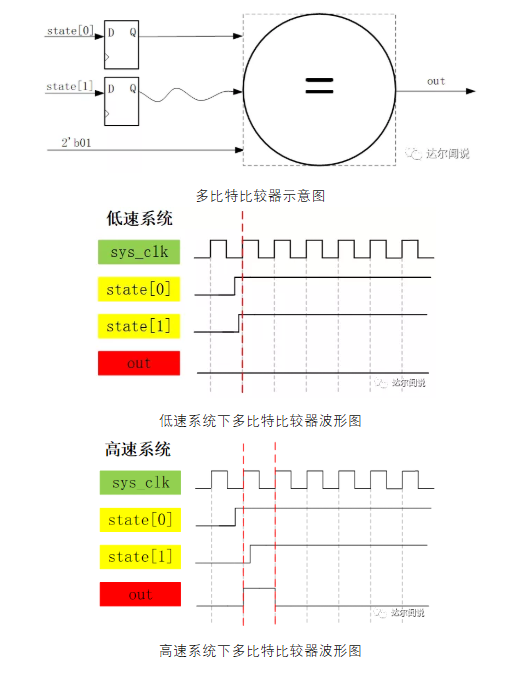 state[0]
D Q
state[1]
D Q
=
out
2'b01
达尔闻说
多比特比较器示意图
低速系统
sys_clk
state[0]
state[1]
out
达尔闻说
低速系统下多比特比较器波形图
高速系统
sys_clk
state[0]
state[1]
out
达尔闻说
高速系统下多比特比较器波形图